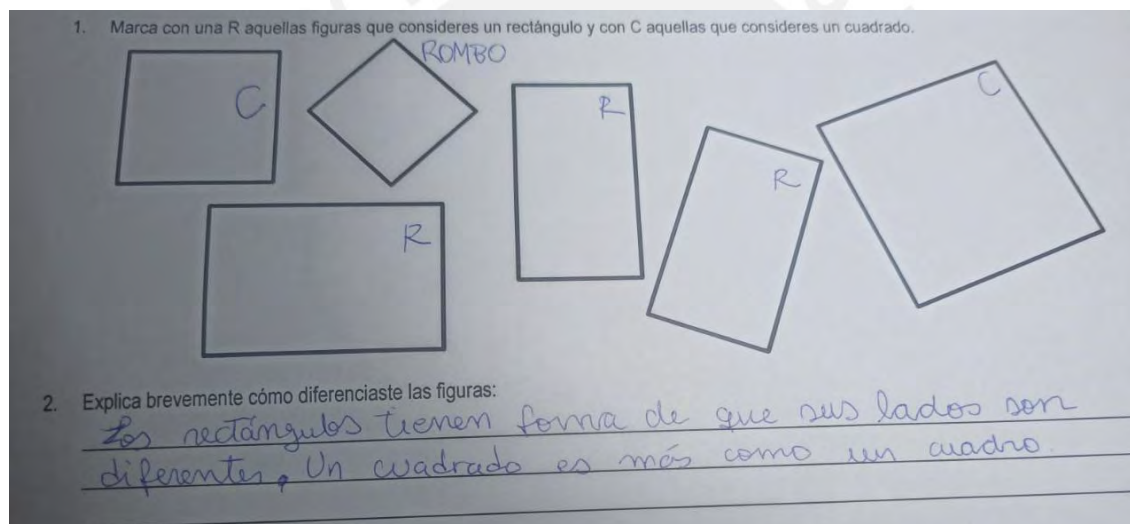 1. Marca con una R aquellas figuras que consideres un rectángulo y con C aquellas que consideres un cuadrado.
C
ROMBO
R
R
C
R
2. Explica brevemente cómo diferenciaste las figuras:
Los rectángulos tienen forma de que sus lados son
diferentes, Un cuadrado es más como un cuadro.